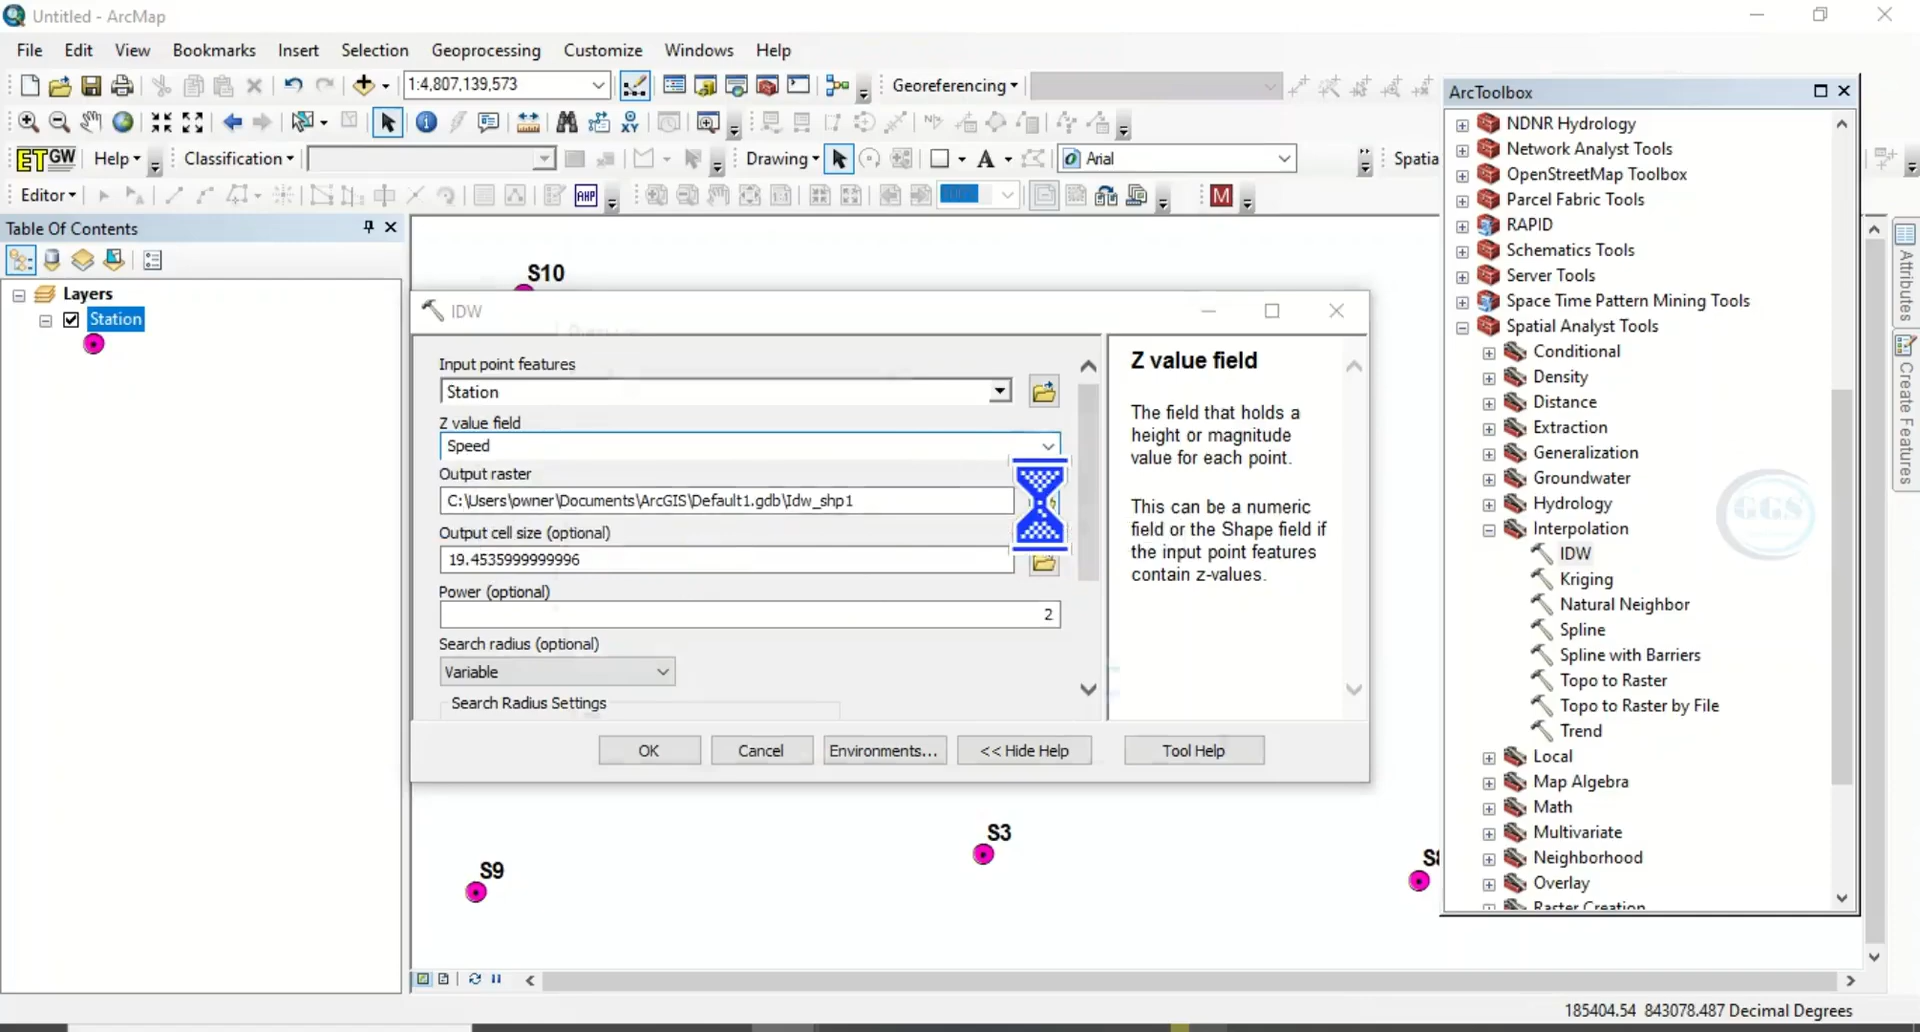 Untitled - ArcMap
File Edit View Bookmarks Insert Selection Geoprocessing Customize Windows Help
1:4,807,139,573
Georeferencing
XY
ET GW Help Classification
Drawing
A
Arial
Spatia
Editor
AHP
M
Table Of Contents
Layers
Station
S10
IDW
Input point features
Station
Z value field
Speed
Output raster
C:\Users\owner\Documents\ArcGIS\Default1.gdb\Idw_shp1
Output cell size (optional)
19.4535999999996
Power (optional)
2
Search radius (optional)
Variable
Search Radius Settings
Z value field
The field that holds a
height or magnitude
value for each point.
This can be a numeric
field or the Shape field if
the input point features
contain z-values.
OK Cancel Environments... << Hide Help Tool Help
S9
S3
S8
ArcToolbox
NDNR Hydrology
Network Analyst Tools
OpenStreetMap Toolbox
Parcel Fabric Tools
RAPID
Schematics Tools
Server Tools
Space Time Pattern Mining Tools
Spatial Analyst Tools
Conditional
Density
Distance
Extraction
Generalization
Groundwater
Hydrology
Interpolation
IDW
Kriging
Natural Neighbor
Spline
Spline with Barriers
Topo to Raster
Topo to Raster by File
Trend
Local
Map Algebra
Math
Multivariate
Neighborhood
Overlay
Raster Creation
GGS
Attributes
Create Features
185404.54 843078.487 Decimal Degrees